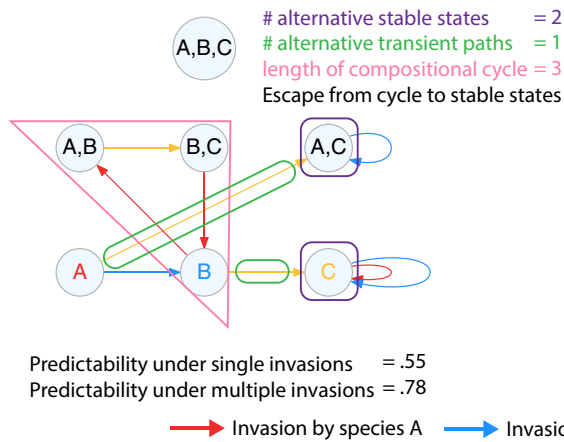 # alternative stable states = 2
A,B,C
# alternative transient paths = 1
length of compositional cycle = 3
Escape from cycle to stable states
A,B B,C A,C
A B C
Predictability under single invasions = .55
Predictability under multiple invasions = .78
Invasion by species A